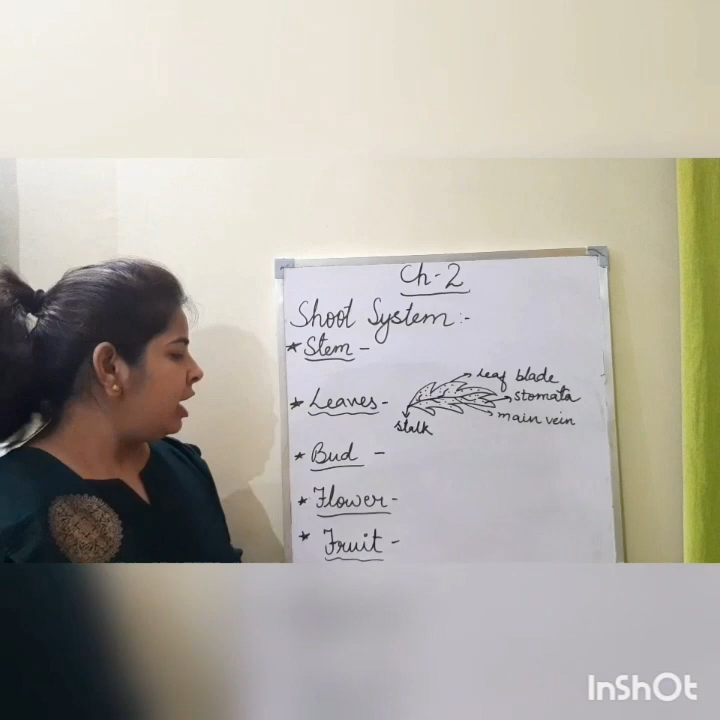 Ch-2
Shoot System:-
* Stem -
* Leaves -
Leaf blade
stomata
main vein
stalk
* Bud -
* Flower -
* Fruit -
InShOt